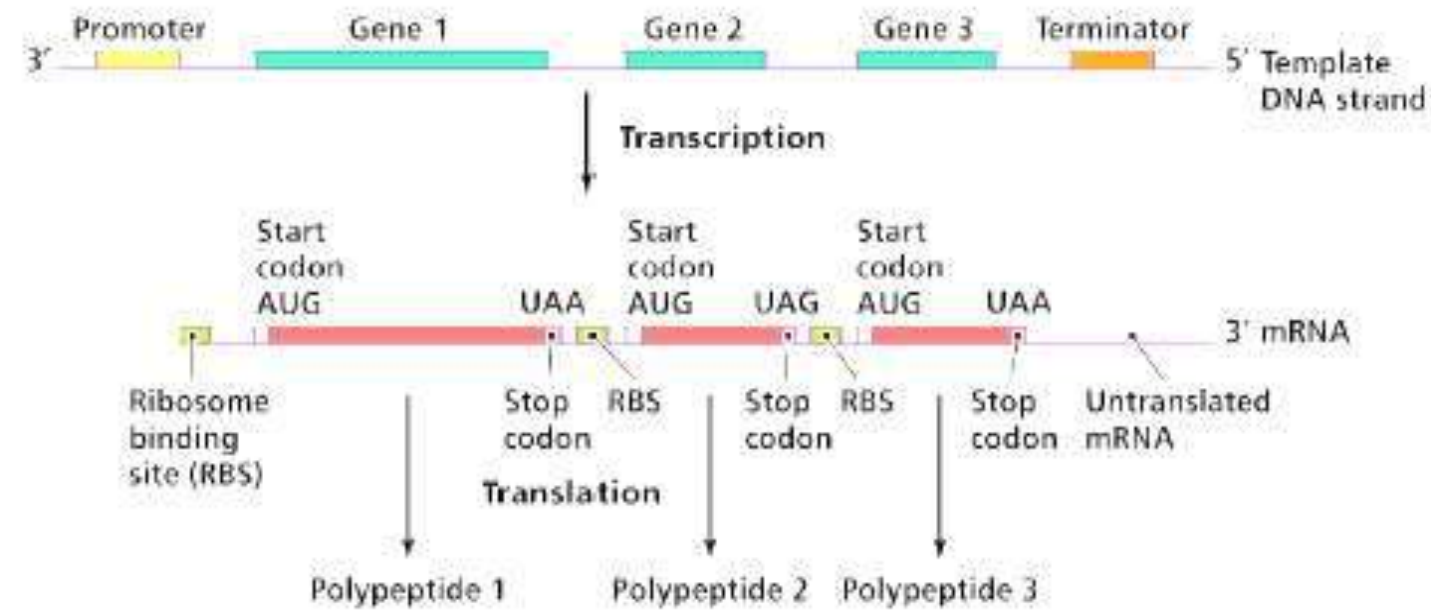 Promoter Gene 1 Gene 2 Gene 3 Terminator
3´ 5´ Template
DNA strand
Transcription
Start Start Start
codon codon codon
AUG UAA AUG UAG AUG UAA
3´ mRNA
Ribosome Stop RBS Stop RBS Stop Untranslated
binding codon codon codon mRNA
site (RBS)
Translation
Polypeptide 1 Polypeptide 2 Polypeptide 3